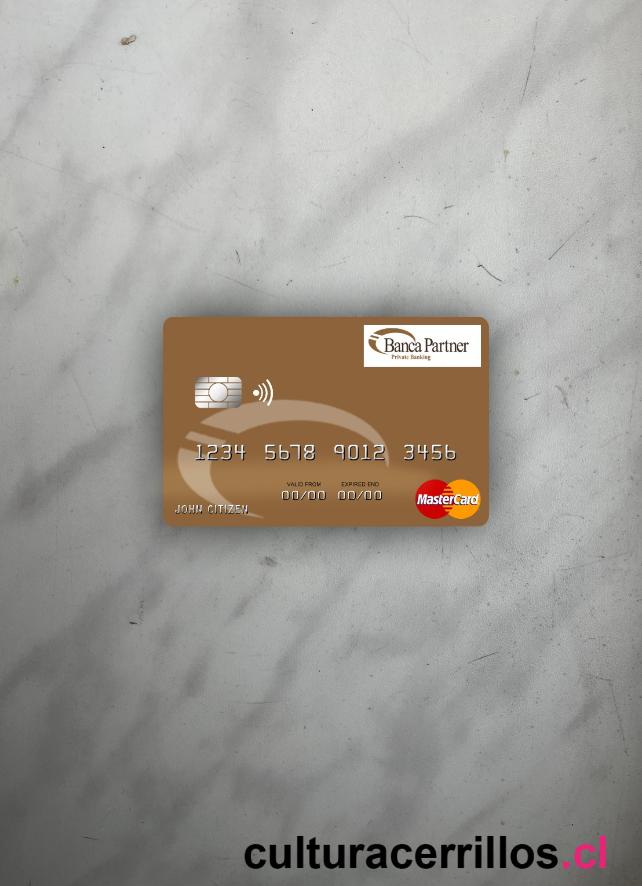 Banca Partner
Private Banking
1234 5678 9012 3456
VALID FROM EXPIRED END
00/00 00/00
JOHN CITIZEN
MasterCard
culturacerrillos.cl